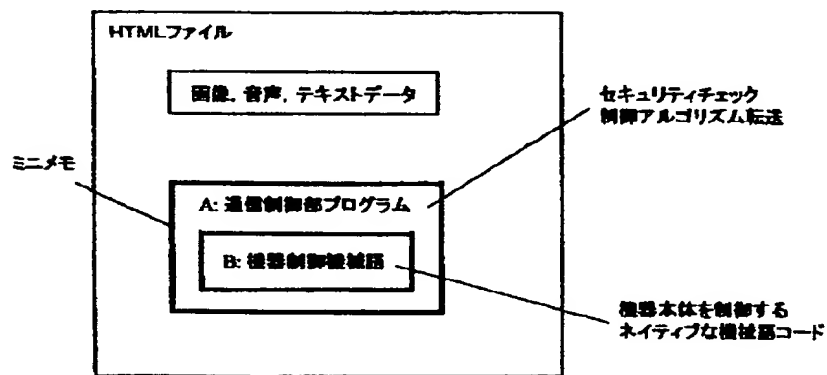 HTMLファイル
画像，音声，テキストデータ
セキュリティチェック
制御アルゴリズム転送
ミニメモ
A: 通信制御部プログラム
B: 機器制御機械語
機器本体を制御する
ネイティブな機械語コード